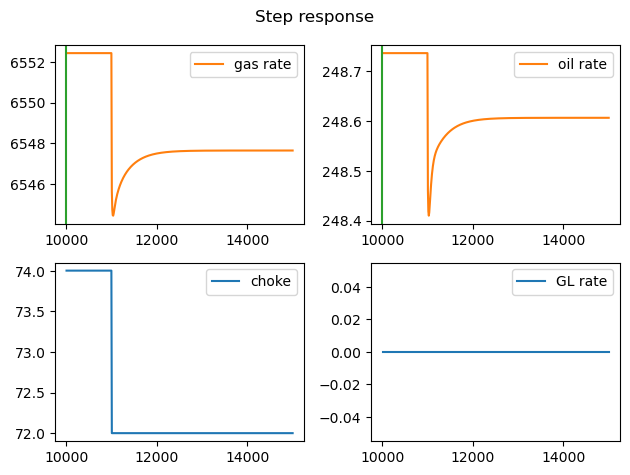 Step response
gas rate
6552
6550
6548
6546
10000 12000 14000
oil rate
248.7
248.6
248.5
248.4
10000 12000 14000
choke
74.0
73.5
73.0
72.5
72.0
10000 12000 14000
GL rate
0.04
0.02
0.00
−0.02
−0.04
10000 12000 14000